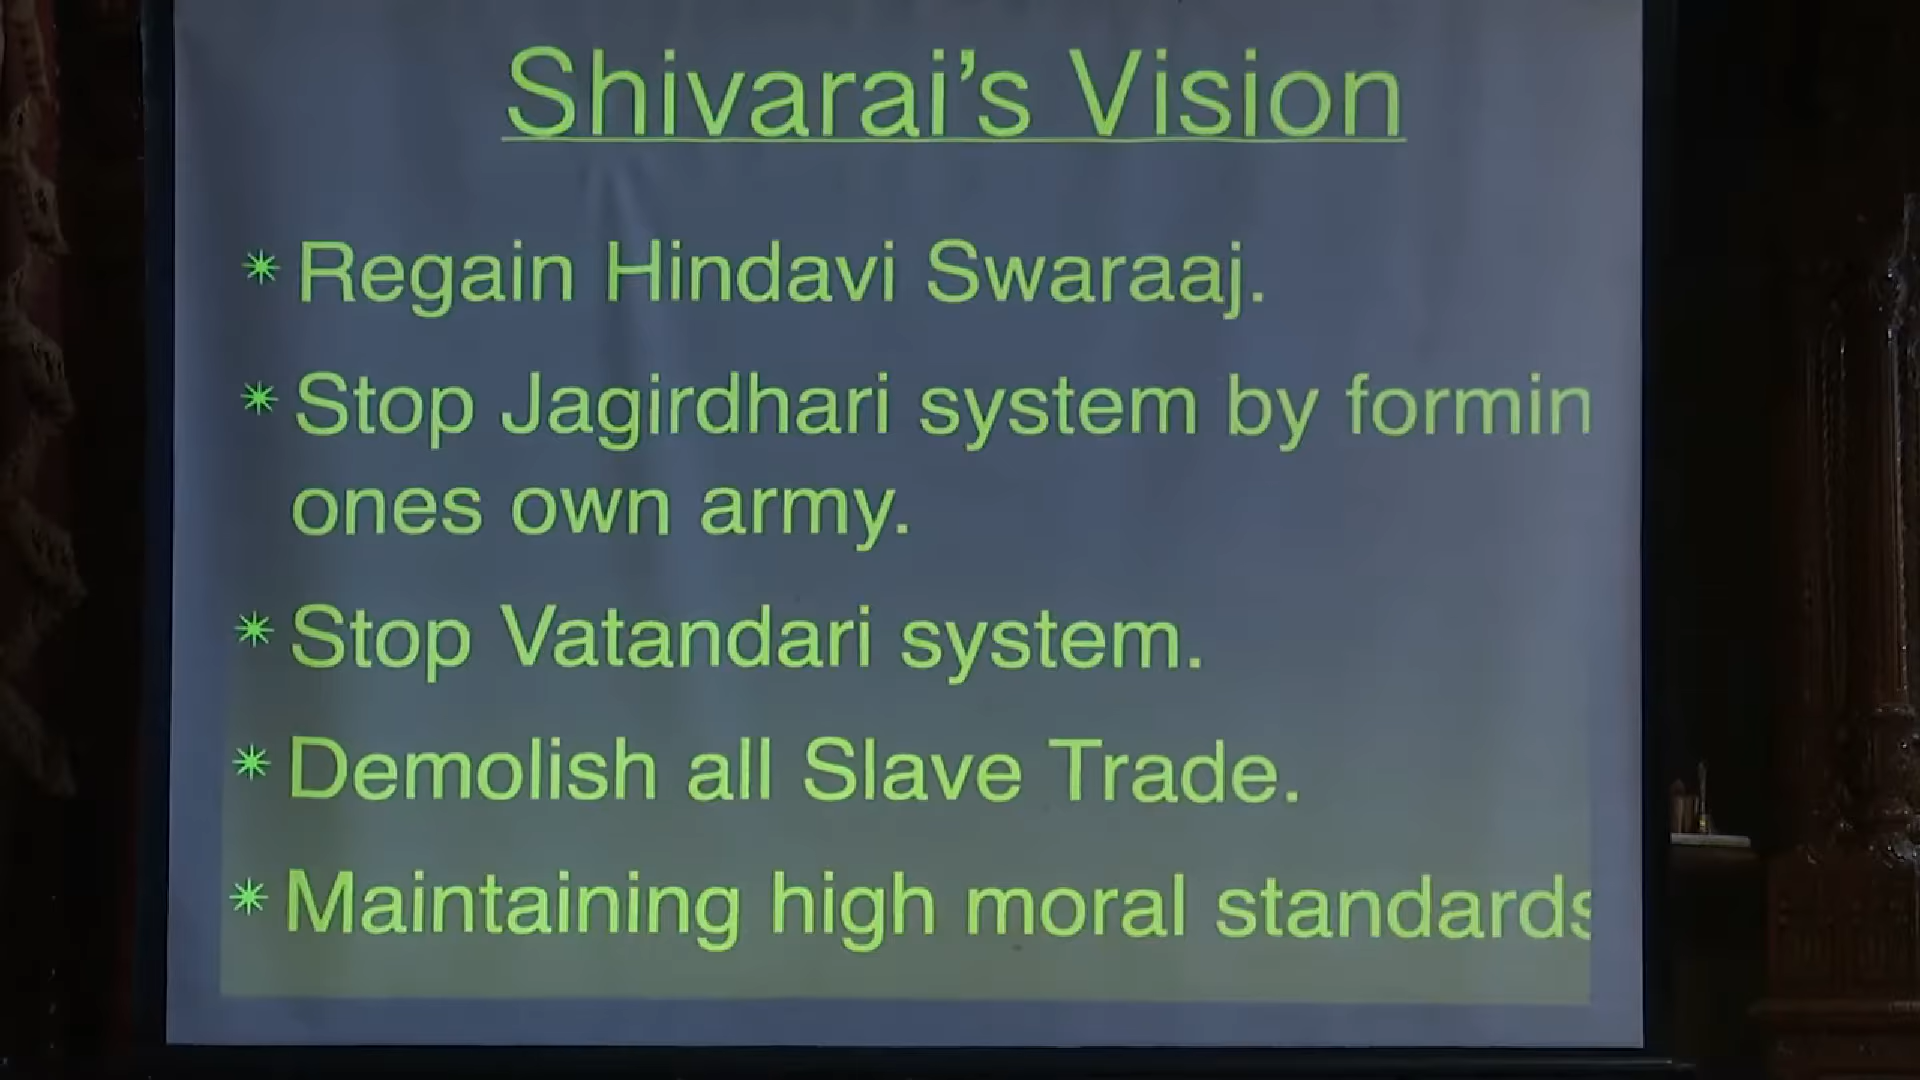 Shivarai's Vision
* Regain Hindavi Swaraaj.
* Stop Jagirdhari system by formin
ones own army.
* Stop Vatandari system.
* Demolish all Slave Trade.
* Maintaining high moral standards